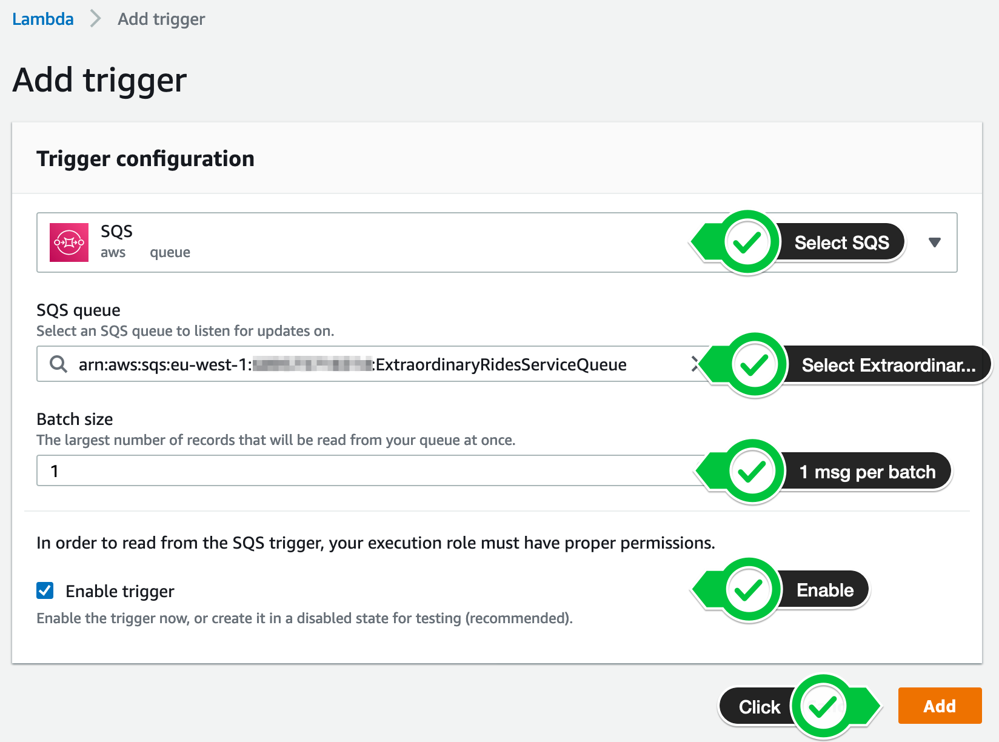 Lambda > Add trigger
Add trigger
Trigger configuration
SQS
aws queue
Select SQS
SQS queue
Select an SQS queue to listen for updates on.
arn:aws:sqs:eu-west-1: :ExtraordinaryRidesServiceQueue
Select Extraordinar...
Batch size
The largest number of records that will be read from your queue at once.
1
1 msg per batch
In order to read from the SQS trigger, your execution role must have proper permissions.
Enable trigger
Enable
Enable the trigger now, or create it in a disabled state for testing (recommended).
Click
Add